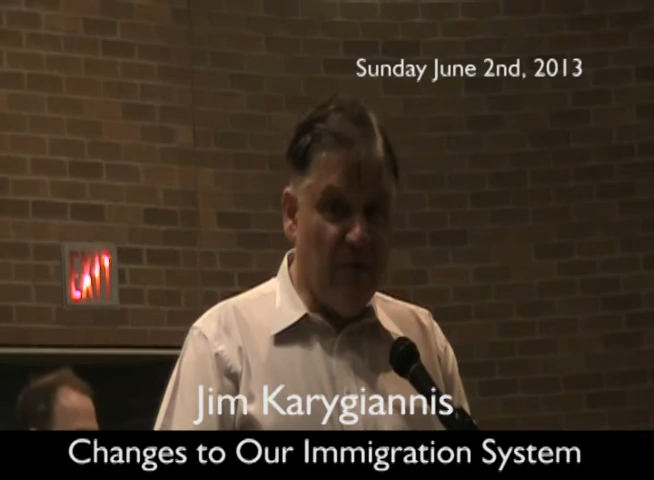 Sunday June 2nd, 2013
EXIT
Jim Karygiannis
Changes to Our Immigration System